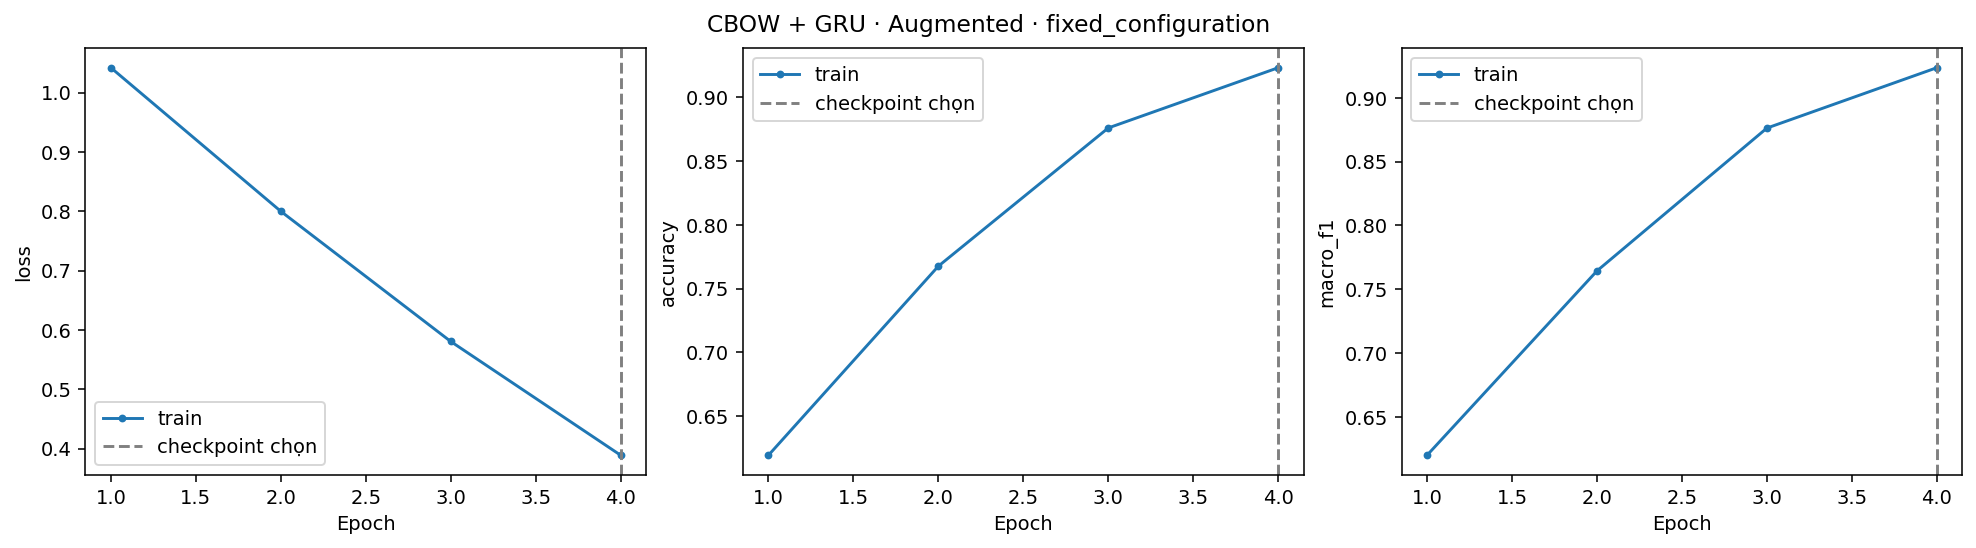 CBOW + GRU · Augmented · fixed_configuration
loss
1.0
0.9
0.8
0.7
0.6
0.5
0.4
train
checkpoint chọn
1.0 1.5 2.0 2.5 3.0 3.5 4.0
Epoch
accuracy
0.90
0.85
0.80
0.75
0.70
0.65
train
checkpoint chọn
1.0 1.5 2.0 2.5 3.0 3.5 4.0
Epoch
macro_f1
0.90
0.85
0.80
0.75
0.70
0.65
train
checkpoint chọn
1.0 1.5 2.0 2.5 3.0 3.5 4.0
Epoch